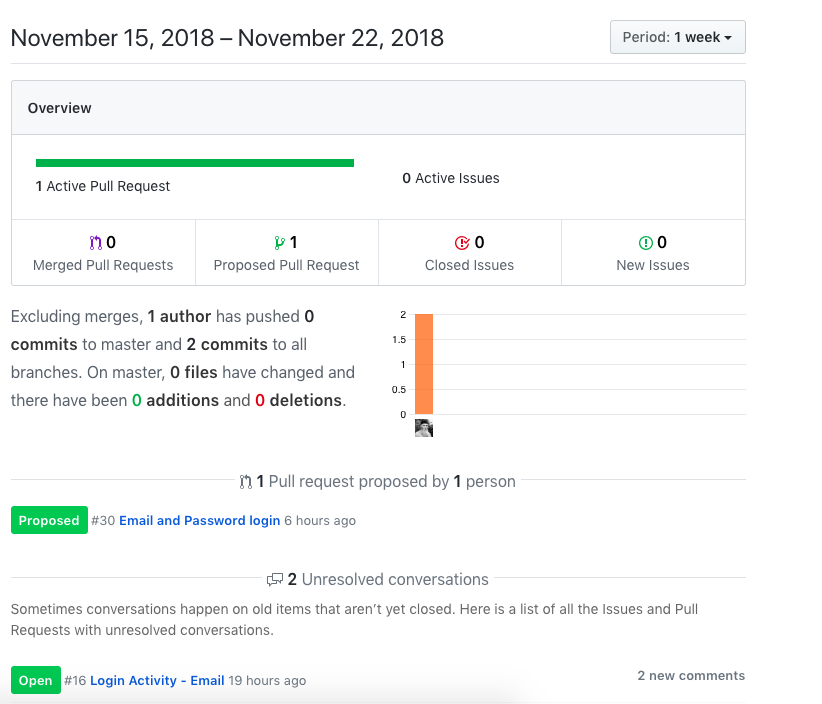 November 15, 2018 – November 22, 2018
Period: 1 week
Overview
1 Active Pull Request
0 Active Issues
0
Merged Pull Requests
1
Proposed Pull Request
0
Closed Issues
0
New Issues
Excluding merges, 1 author has pushed 0
commits to master and 2 commits to all
branches. On master, 0 files have changed and
there have been 0 additions and 0 deletions.
2
1.5
1
0.5
0
1 Pull request proposed by 1 person
Proposed #30 Email and Password login 6 hours ago
2 Unresolved conversations
Sometimes conversations happen on old items that aren’t yet closed. Here is a list of all the Issues and Pull
Requests with unresolved conversations.
Open #16 Login Activity - Email 19 hours ago
2 new comments